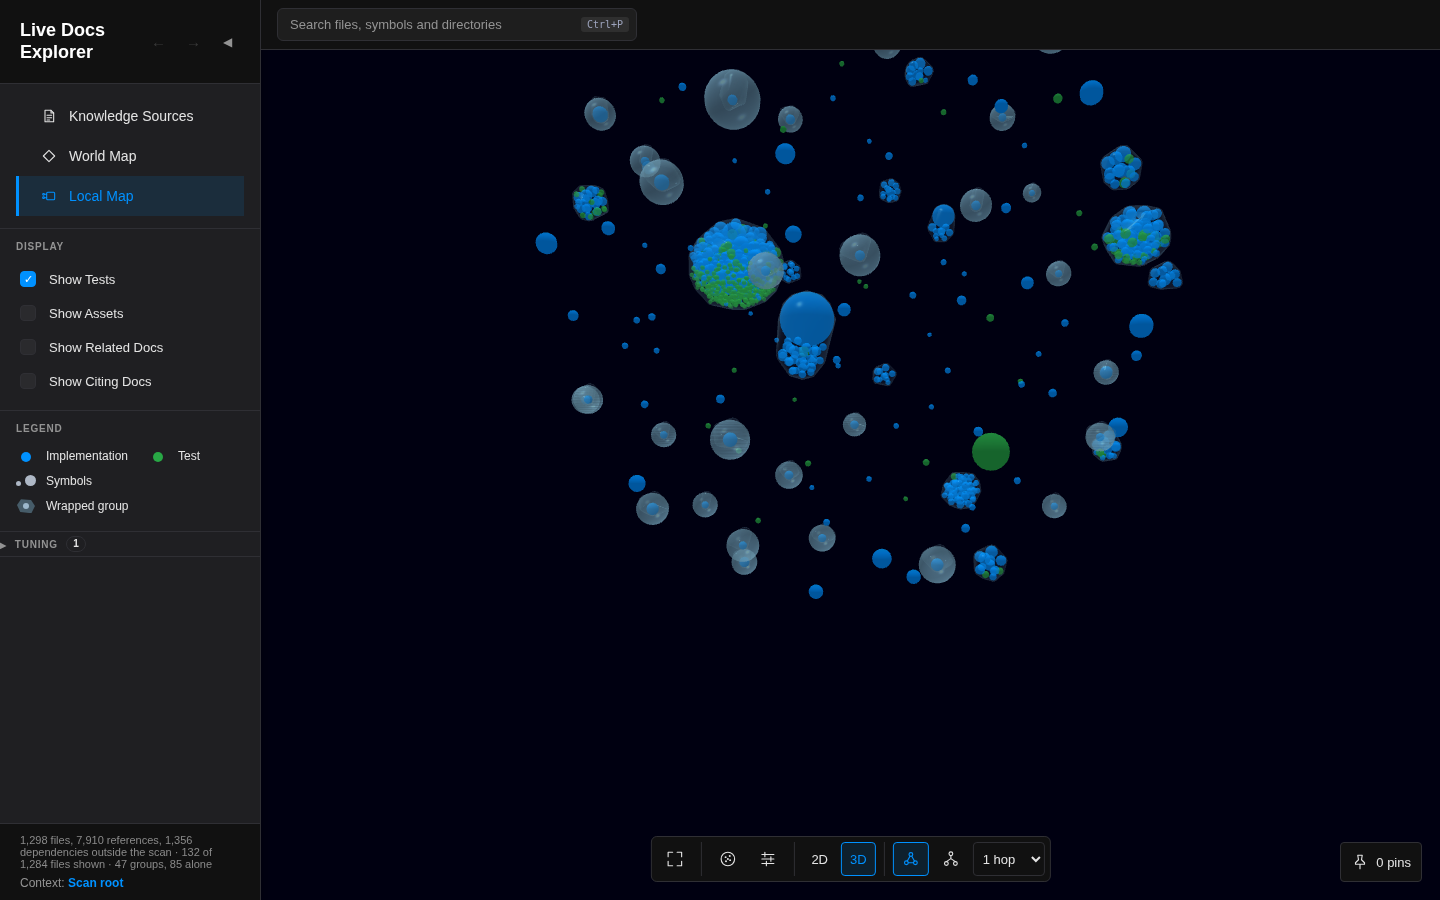 Live Docs
Explorer
Search files, symbols and directories
Ctrl+P
Knowledge Sources
World Map
Local Map
DISPLAY
Show Tests
Show Assets
Show Related Docs
Show Citing Docs
LEGEND
Implementation
Test
Symbols
Wrapped group
TUNING 1
1,298 files, 7,910 references, 1,356
dependencies outside the scan · 132 of
1,284 files shown · 47 groups, 85 alone
Context: Scan root
2D
3D
1 hop
0 pins